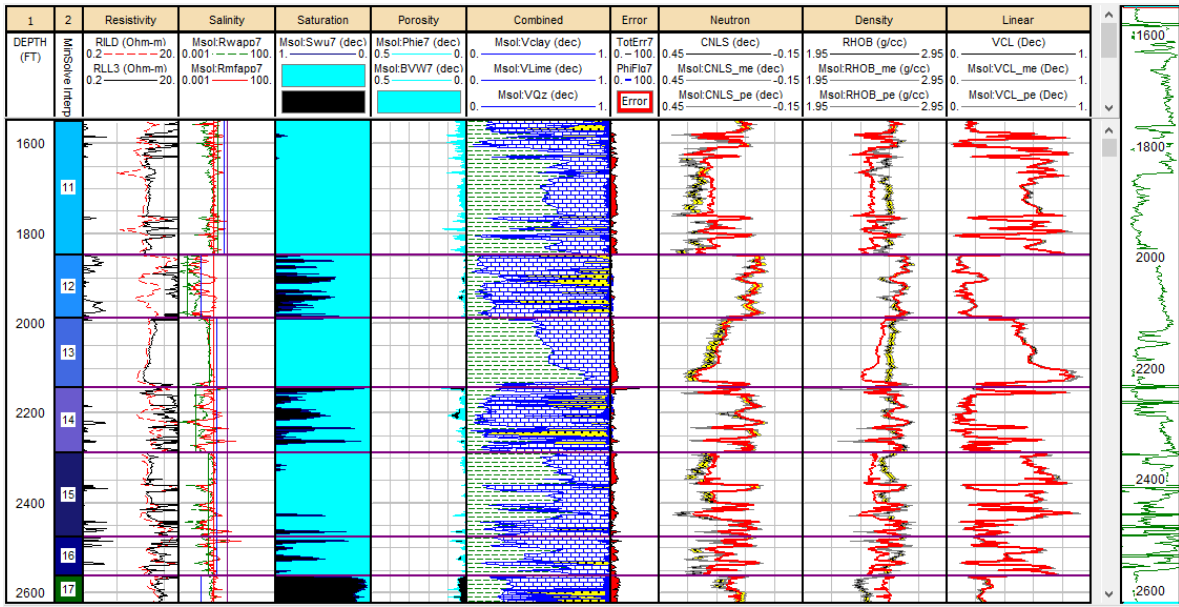 1 2 Resistivity Salinity Saturation Porosity Combined Error Neutron Density Linear
DEPTH (FT) MinSolve Interp RILD (Ohm-m) Msol:Rwapp7 Msol:Swu7 (dec) Msol:Phie7 (dec) Msol:Vclay (dec) TotErr7 CNLS (dec) RHOB (g/cc) VCL (Dec)
0.2 20. 0.001 100. 1. 0. 0.5 0. 0. 1. 0. 100. 0.45 -0.15 1.95 2.95 0. 1.
RLL3 (Ohm-m) Msol:Rmfapp7 Msol:BVW7 (dec) Msol:VLime (dec) PhiFlg7 Msol:CNLS_me (dec) Msol:RHOB_me (g/cc) Msol:VCL_me (Dec)
0.2 20. 0.001 100. 0.5 0. 0. 1. 0. 100. 0.45 -0.15 1.95 2.95 0. 1.
Msol:VQz (dec) Error Msol:CNLS_pe (dec) Msol:RHOB_pe (g/cc) Msol:VCL_pe (Dec)
0. 1. 0.45 -0.15 1.95 2.95 0. 1.
1600
11
1800
12
2000
13
2200
14
15
2400
16
2600
17
1600
1800
2000
2200
2400
2600